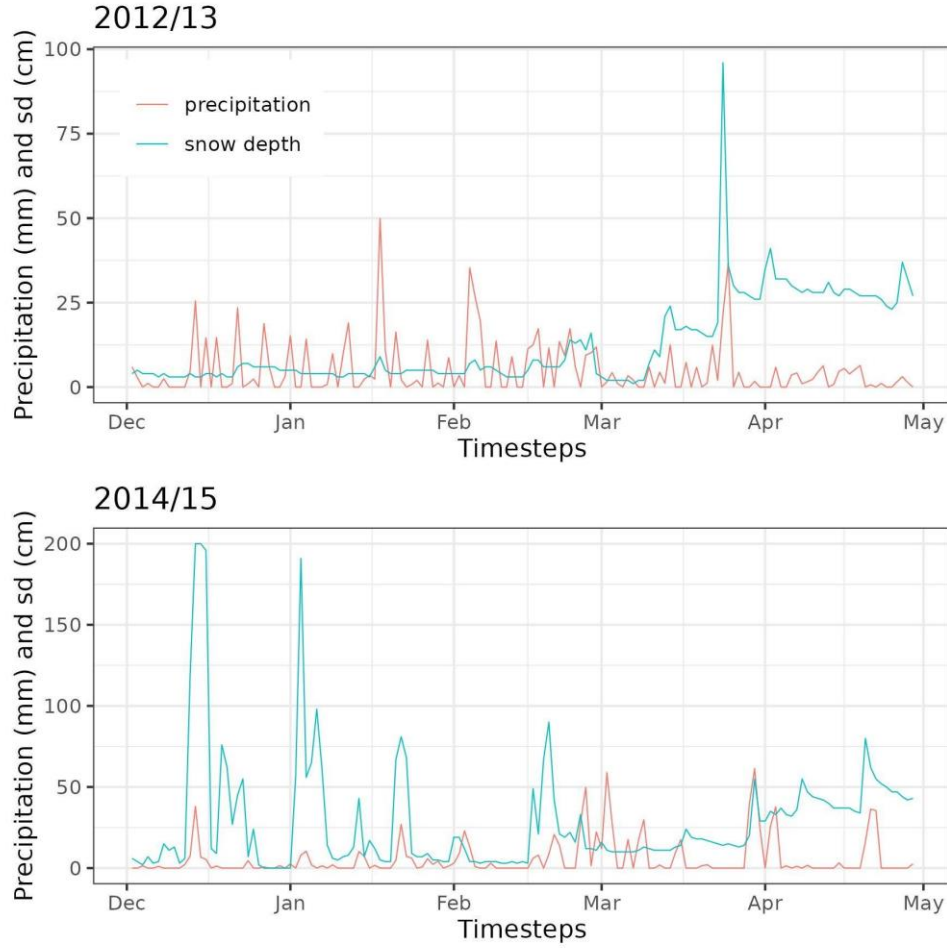 2012/13
Precipitation (mm) and sd (cm)
100
75
50
25
0
precipitation
snow depth
Dec Jan Feb Mar Apr May
Timesteps
2014/15
Precipitation (mm) and sd (cm)
200
150
100
50
0
Dec Jan Feb Mar Apr May
Timesteps